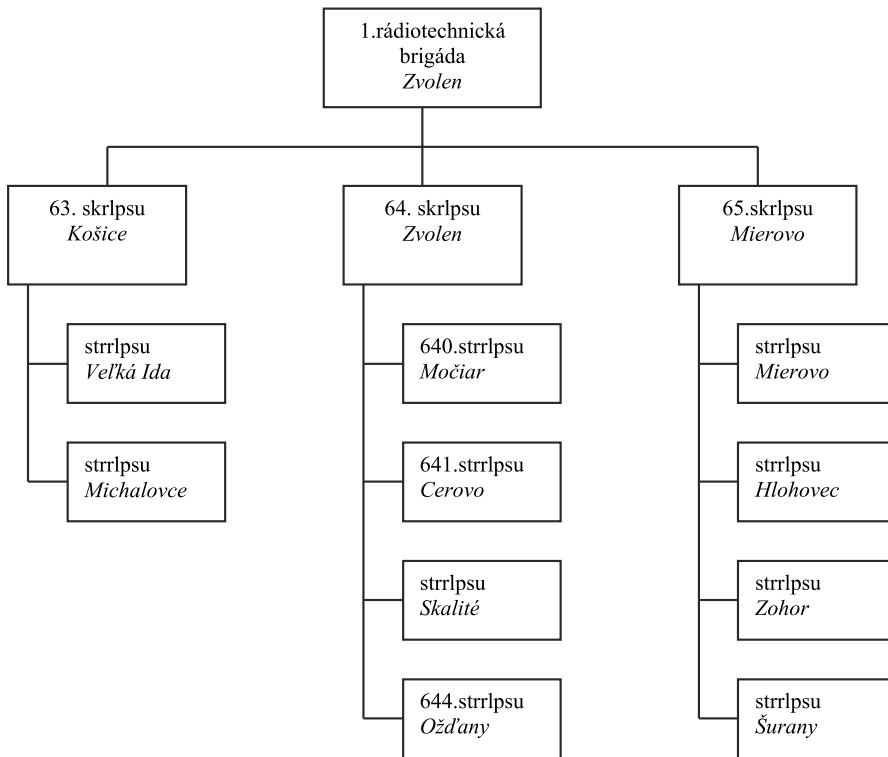 1.rádiotechnická
brigáda
Zvolen
63. skrlpsu
Košice
64. skrlpsu
Zvolen
65.skrlpsu
Mierovo
strrlpsu
Veľká Ida
strrlpsu
Michalovce
640.strrlpsu
Močiar
641.strrlpsu
Cerovo
strrlpsu
Skalité
644.strrlpsu
Ožďany
strrlpsu
Mierovo
strrlpsu
Hlohovec
strrlpsu
Zohor
strrlpsu
Šurany